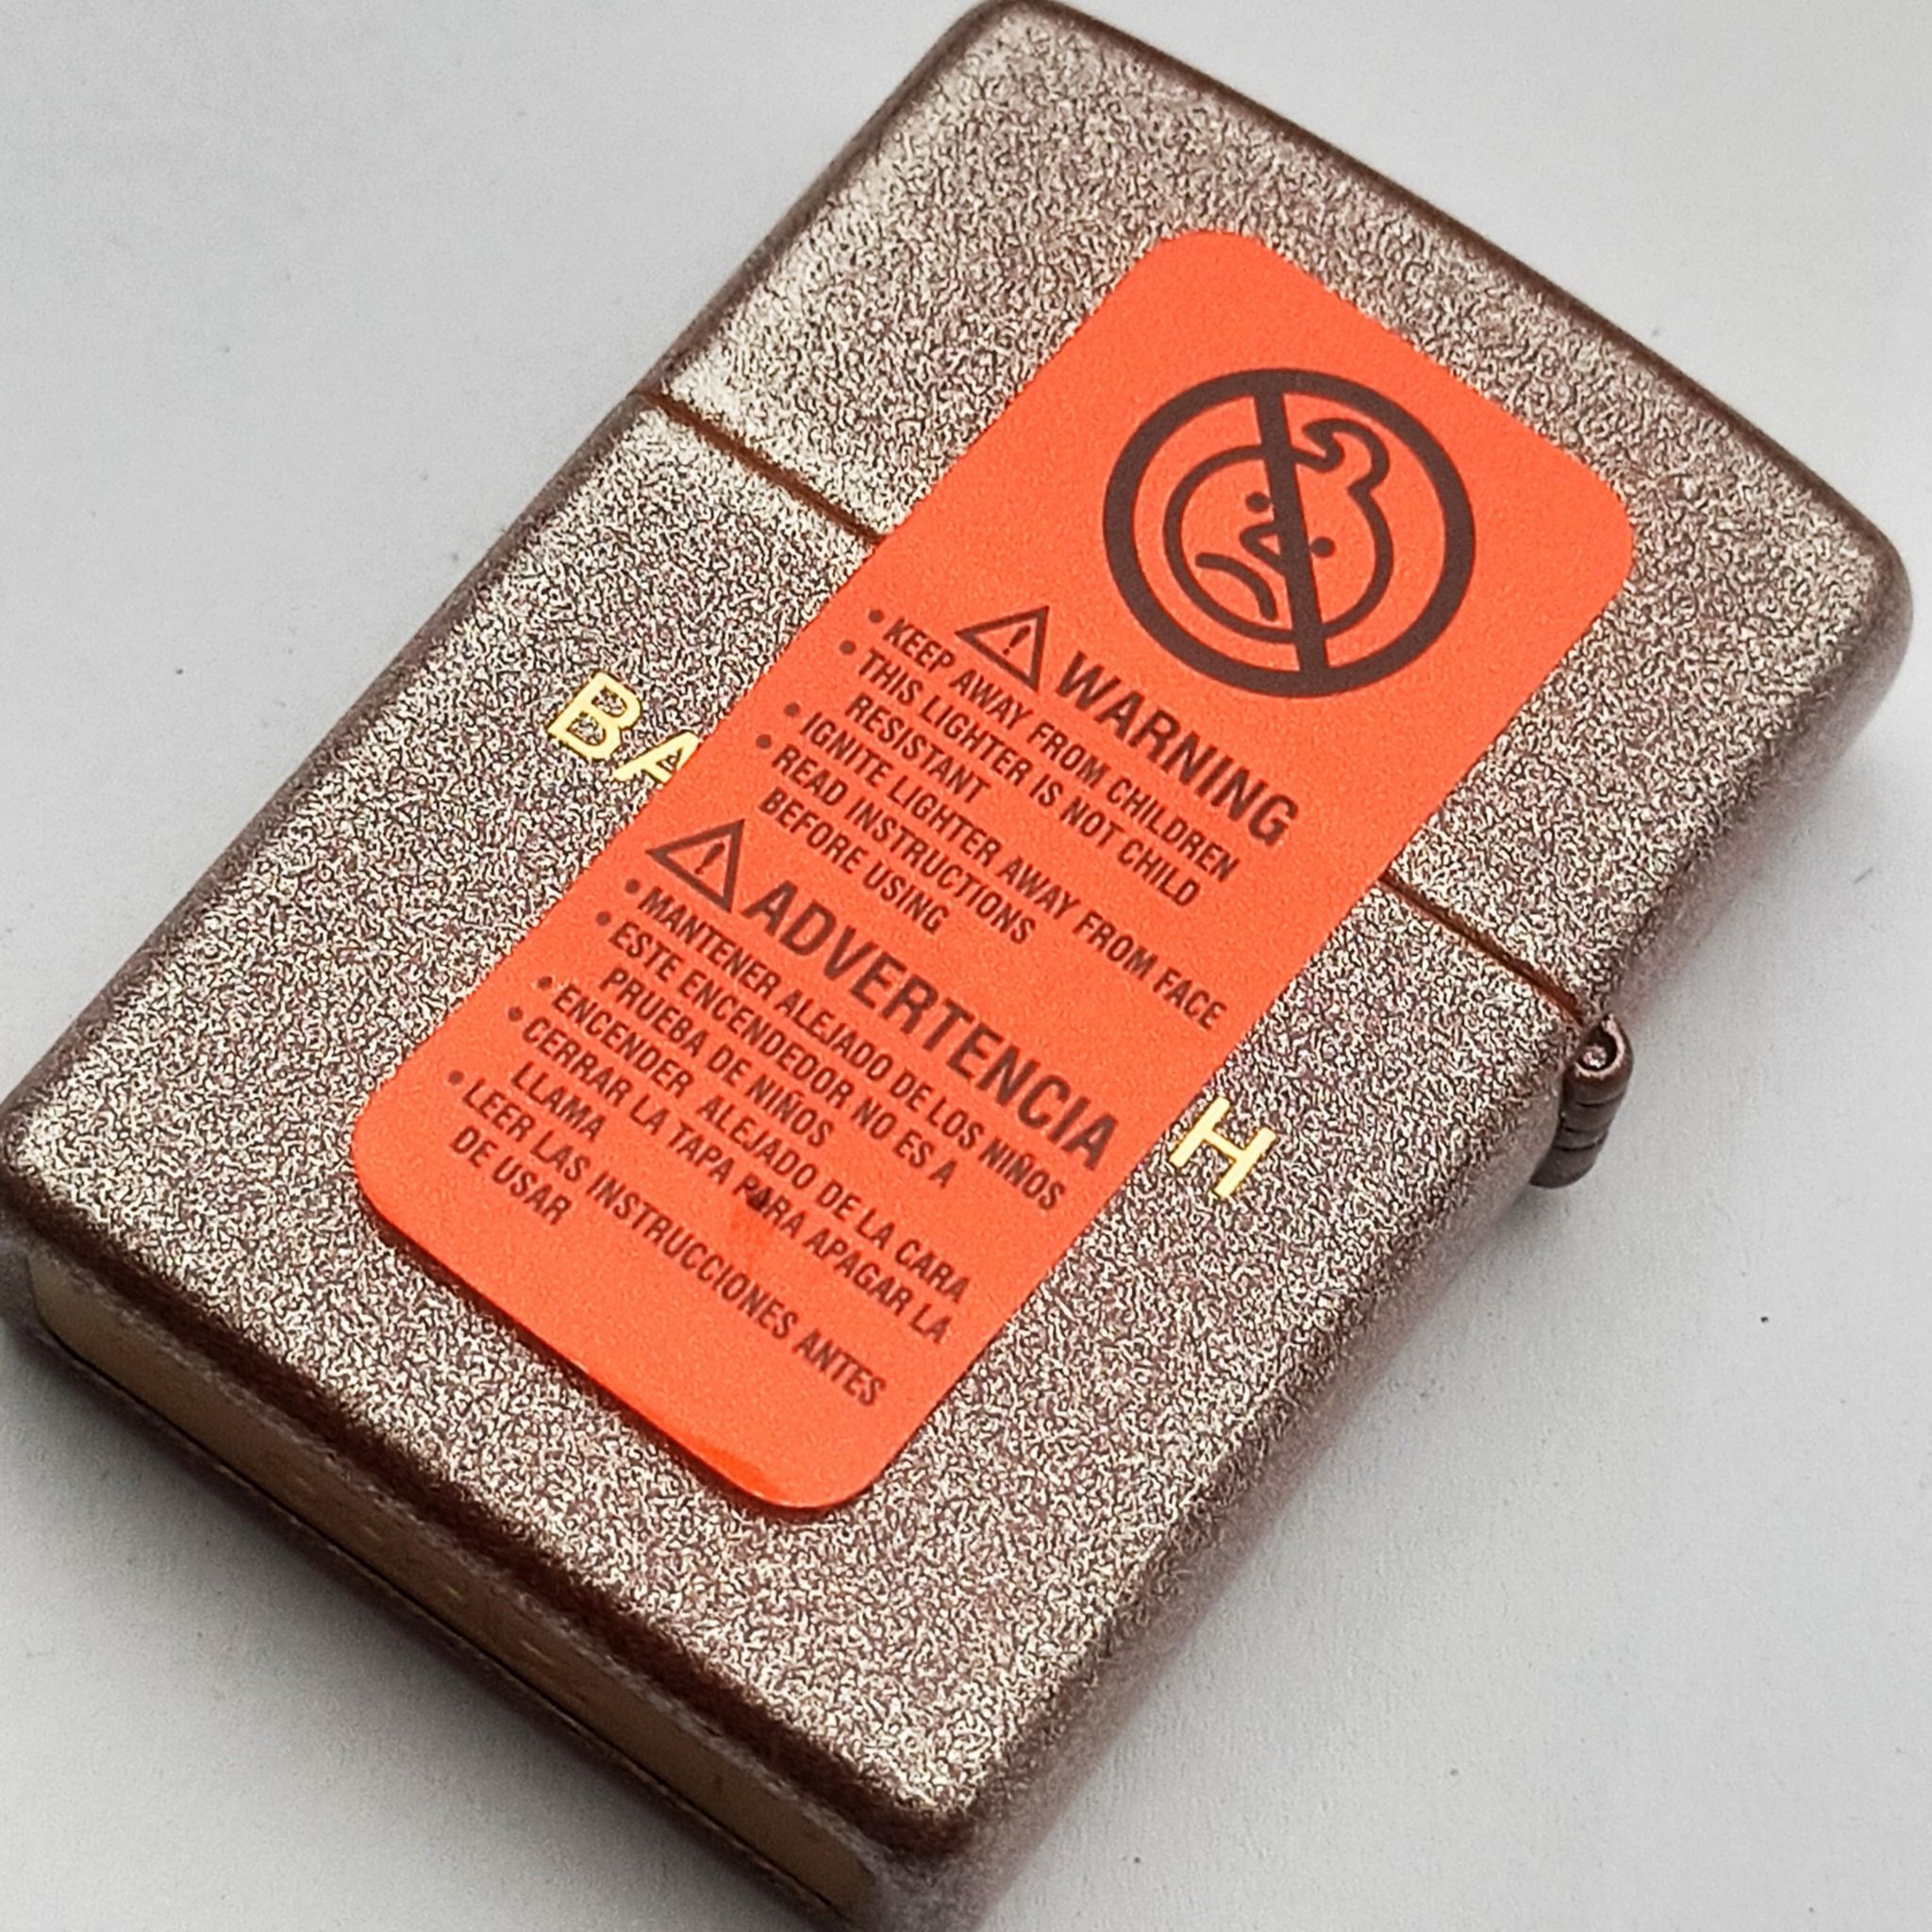 WARNING
• KEEP AWAY FROM CHILDREN
• THIS LIGHTER IS NOT CHILD
RESISTANT
• IGNITE LIGHTER AWAY FROM FACE
• READ INSTRUCTIONS
BEFORE USING
ADVERTENCIA
• MANTENER ALEJADO DE LOS NIÑOS
• ESTE ENCENDEDOR NO ES A
PRUEBA DE NIÑOS
• ENCENDER ALEJADO DE LA CARA
• CERRAR LA TAPA PARA APAGAR LA
LLAMA
• LEER LAS INSTRUCCIONES ANTES
DE USAR
BA
H